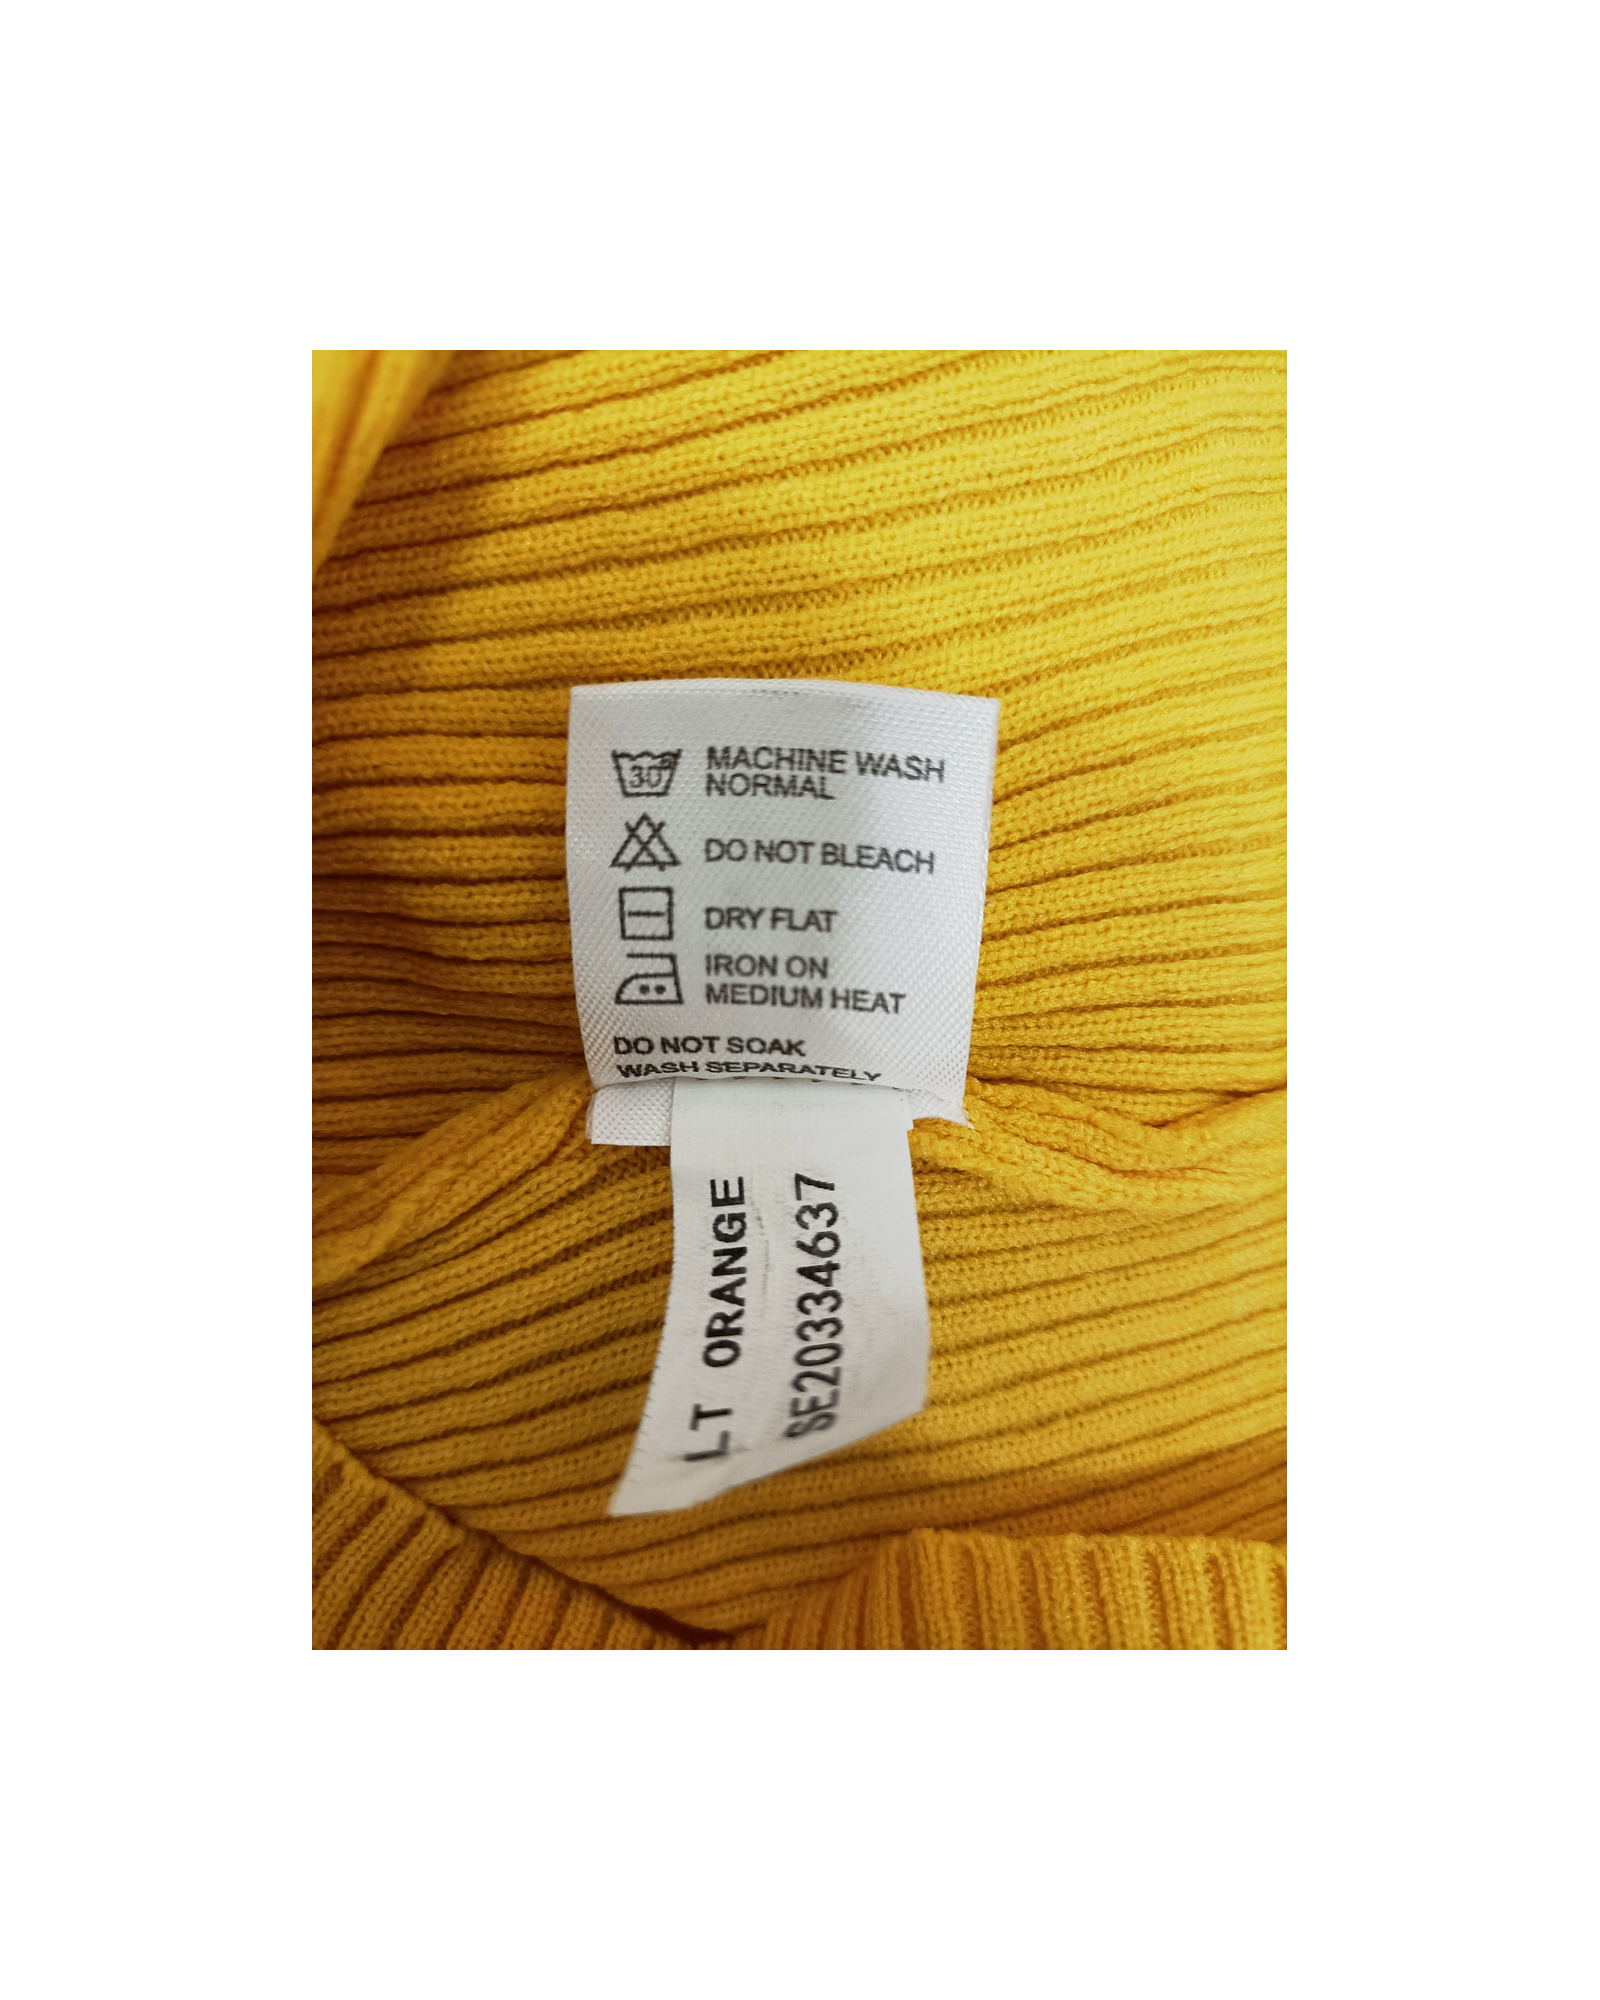 30°
MACHINE WASH
NORMAL
DO NOT BLEACH
DRY FLAT
IRON ON
MEDIUM HEAT
DO NOT SOAK
WASH SEPARATELY
LT ORANGE
SE20334637